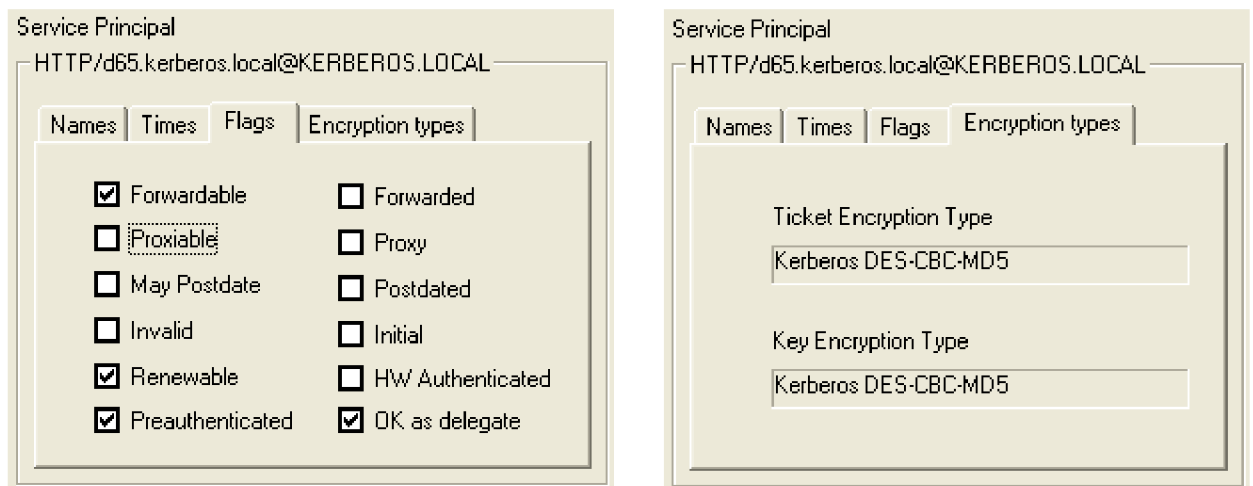 Service Principal
HTTP/d65.kerberos.local@KERBEROS.LOCAL
Names Times Flags Encryption types
Forwardable Forwarded
Proxiable Proxy
May Postdate Postdated
Invalid Initial
Renewable HW Authenticated
Preauthenticated OK as delegate
Service Principal
HTTP/d65.kerberos.local@KERBEROS.LOCAL
Names Times Flags Encryption types
Ticket Encryption Type
Kerberos DES-CBC-MD5
Key Encryption Type
Kerberos DES-CBC-MD5